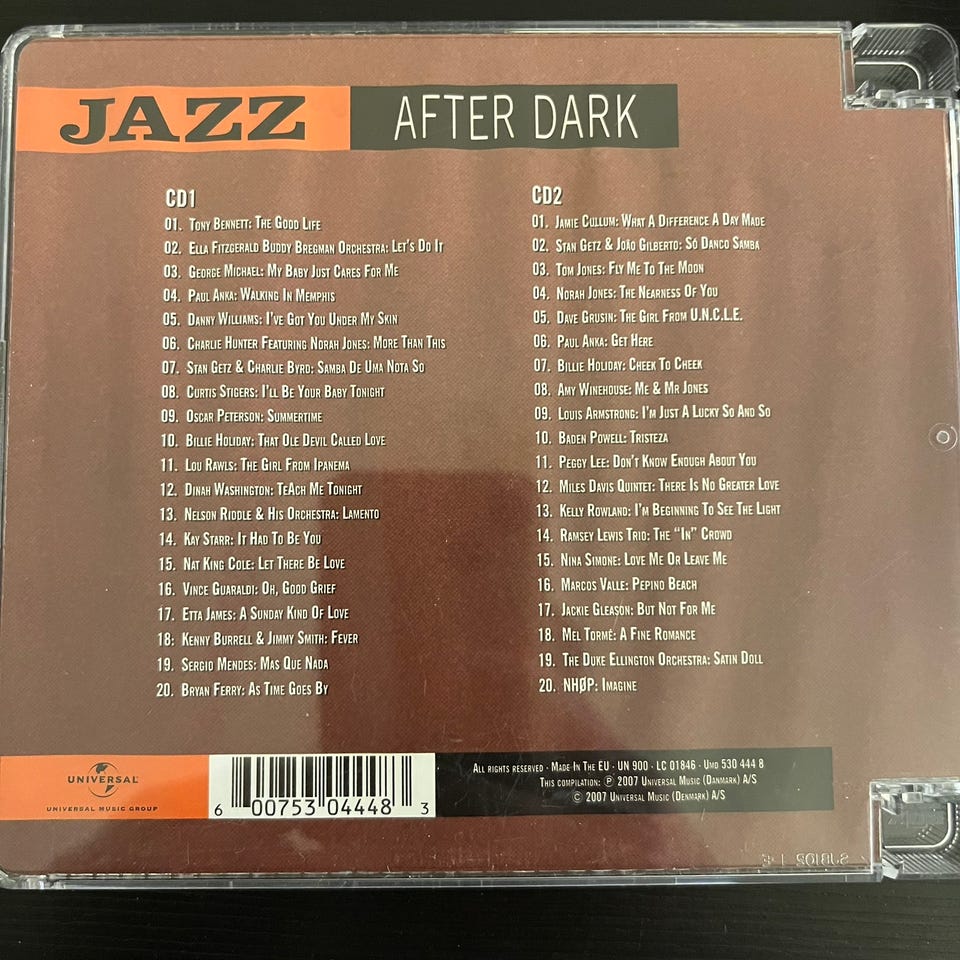 JAZZ AFTER DARK
CD1
01. Tony Bennett: The Good Life
02. Ella Fitzgerald Buddy Bregman Orchestra: Let's Do It
03. George Michael: My Baby Just Cares For Me
04. Paul Anka: Walking In Memphis
05. Danny Williams: I've Got You Under My Skin
06. Charlie Hunter Featuring Norah Jones: More Than This
07. Stan Getz & Charlie Byrd: Samba De Uma Nota So
08. Curtis Stigers: I'll Be Your Baby Tonight
09. Oscar Peterson: Summertime
10. Billie Holiday: That Ole Devil Called Love
11. Lou Rawls: The Girl From Ipanema
12. Dinah Washington: TeAch Me Tonight
13. Nelson Riddle & His Orchestra: Lamento
14. Kay Starr: It Had To Be You
15. Nat King Cole: Let There Be Love
16. Vince Guaraldi: Oh, Good Grief
17. Etta James: A Sunday Kind Of Love
18: Kenny Burrell & Jimmy Smith: Fever
19. Sergio Mendes: Mas Que Nada
20. Bryan Ferry: As Time Goes By
CD2
01. Jamie Cullum: What A Difference A Day Made
02. Stan Getz & João Gilberto: Só Danco Samba
03. Tom Jones: Fly Me To The Moon
04. Norah Jones: The Nearness Of You
05. Dave Grusin: The Girl From U.N.C.L.E.
06. Paul Anka: Get Here
07. Billie Holiday: Cheek To Cheek
08. Amy Winehouse: Me & Mr Jones
09. Louis Armstrong: I'm Just A Lucky So And So
10. Baden Powell: Tristeza
11. Peggy Lee: Don't Know Enough About You
12. Miles Davis Quintet: There Is No Greater Love
13. Kelly Rowland: I'm Beginning To See The Light
14. Ramsey Lewis Trio: The "In" Crowd
15. Nina Simone: Love Me Or Leave Me
16. Marcos Valle: Pepino Beach
17. Jackie Gleason: But Not For Me
18. Mel Tormé: A Fine Romance
19. The Duke Ellington Orchestra: Satin Doll
20. NHØP: Imagine
UNIVERSAL
UNIVERSAL MUSIC GROUP
6 00753 04448 3
All rights reserved · Made In The EU · UN 900 · LC 01846 · Umd 530 444 8
This compilation: ℗ 2007 Universal Music (Danmark) A/S
© 2007 Universal Music (Denmark) A/S